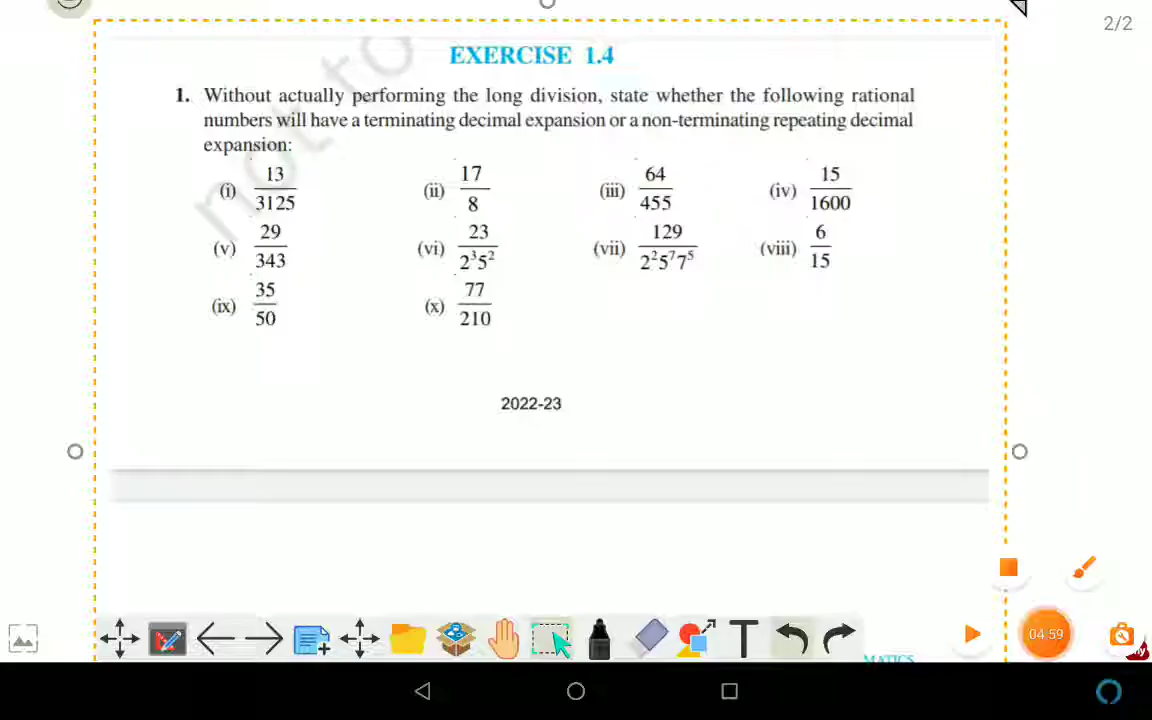 2/2
not to
EXERCISE 1.4
1. Without actually performing the long division, state whether the following rational
numbers will have a terminating decimal expansion or a non-terminating repeating decimal
expansion:
(i) 13/3125 (ii) 17/8 (iii) 64/455 (iv) 15/1600
(v) 29/343 (vi) 23/2³5² (vii) 129/2²5⁷7⁵ (viii) 6/15
(ix) 35/50 (x) 77/210
2022-23
T
04:59
MATICS